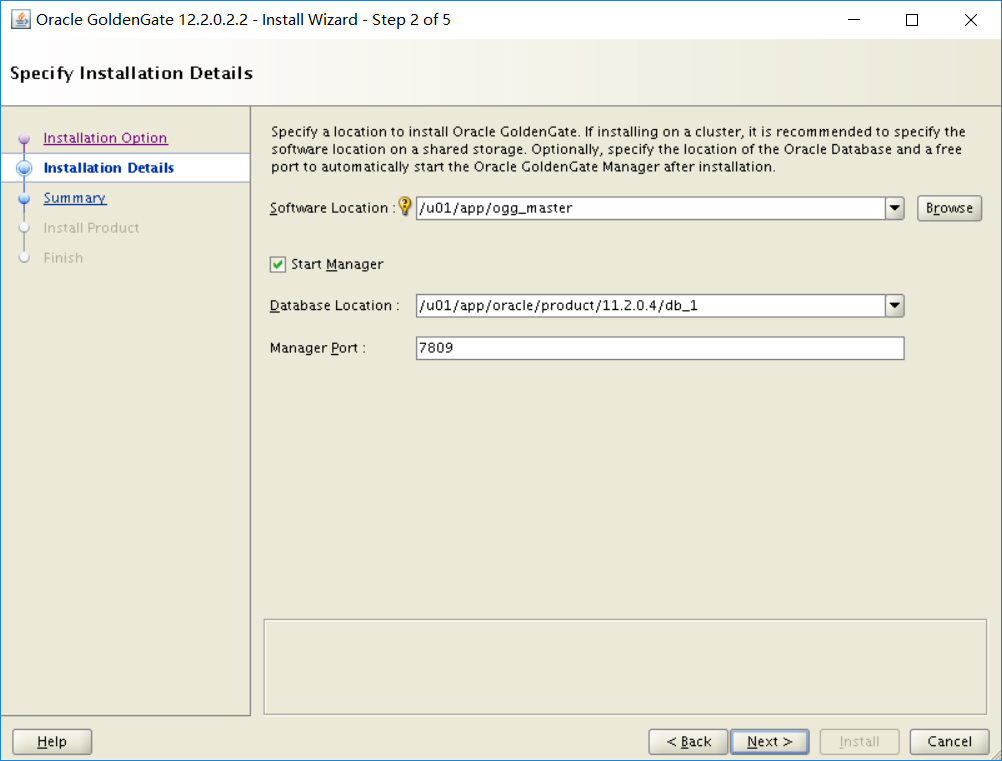 Oracle GoldenGate 12.2.0.2.2 - Install Wizard - Step 2 of 5
Specify Installation Details
Installation Option
Installation Details
Summary
Install Product
Finish
Specify a location to install Oracle GoldenGate. If installing on a cluster, it is recommended to specify the
software location on a shared storage. Optionally, specify the location of the Oracle Database and a free
port to automatically start the Oracle GoldenGate Manager after installation.
Software Location : /u01/app/ogg_master Browse
Start Manager
Database Location : /u01/app/oracle/product/11.2.0.4/db_1
Manager Port : 7809
Help < Back Next > Install Cancel